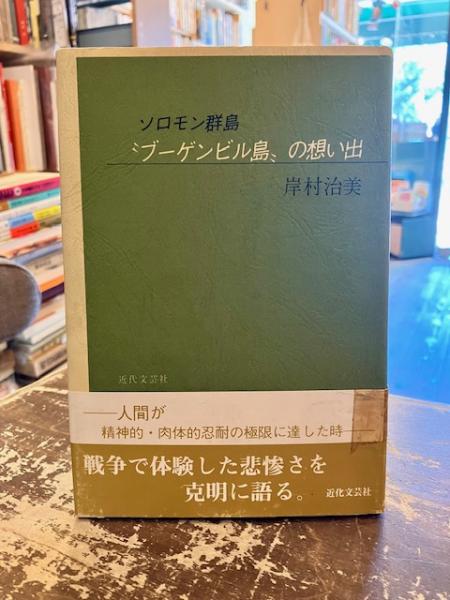 ソロモン群島
〝ブーゲンビル島〟の想い出
岸村治美
近代文芸社
――人間が
精神的・肉体的忍耐の極限に達した時――
戦争で体験した悲惨さを
克明に語る。
近代文芸社